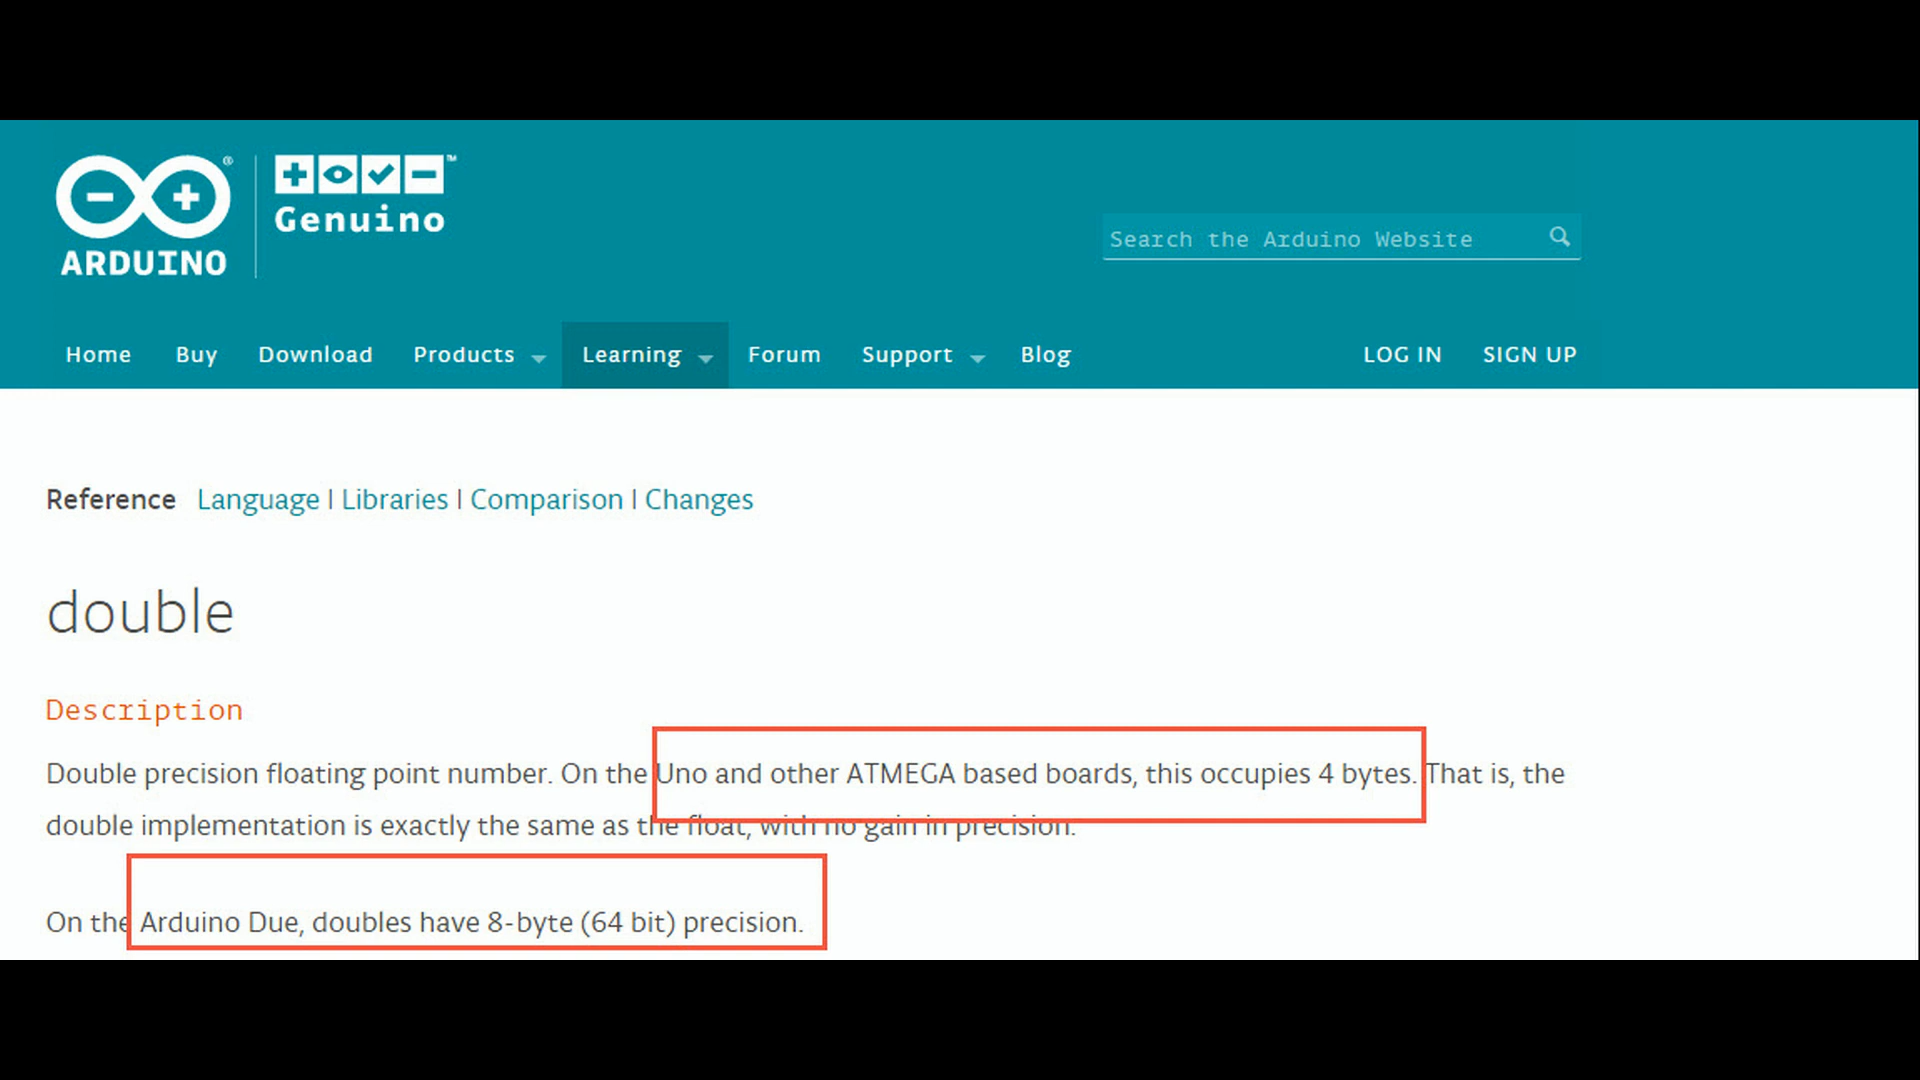 ARDUINO
Genuino
Search the Arduino Website
Home Buy Download Products Learning Forum Support Blog LOG IN SIGN UP
Reference Language | Libraries | Comparison | Changes
double
Description
Double precision floating point number. On the Uno and other ATMEGA based boards, this occupies 4 bytes. That is, the
double implementation is exactly the same as the float, with no gain in precision.
On the Arduino Due, doubles have 8-byte (64 bit) precision.